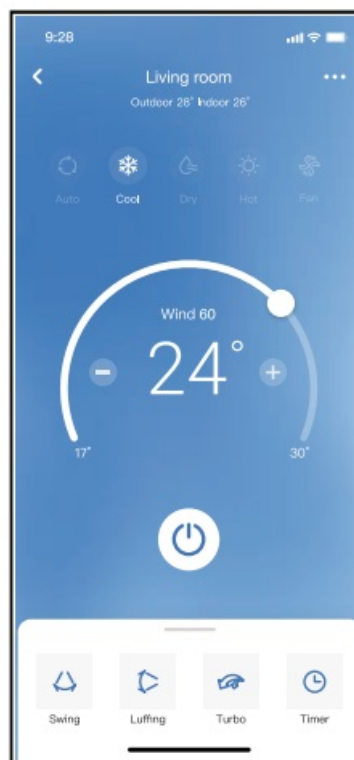 9:28
Living room
Outdoor 28° Indoor 26°
Auto Cool Dry Hot Fan
Wind 60
24°
17° 30°
Swing Luffing Turbo Timer